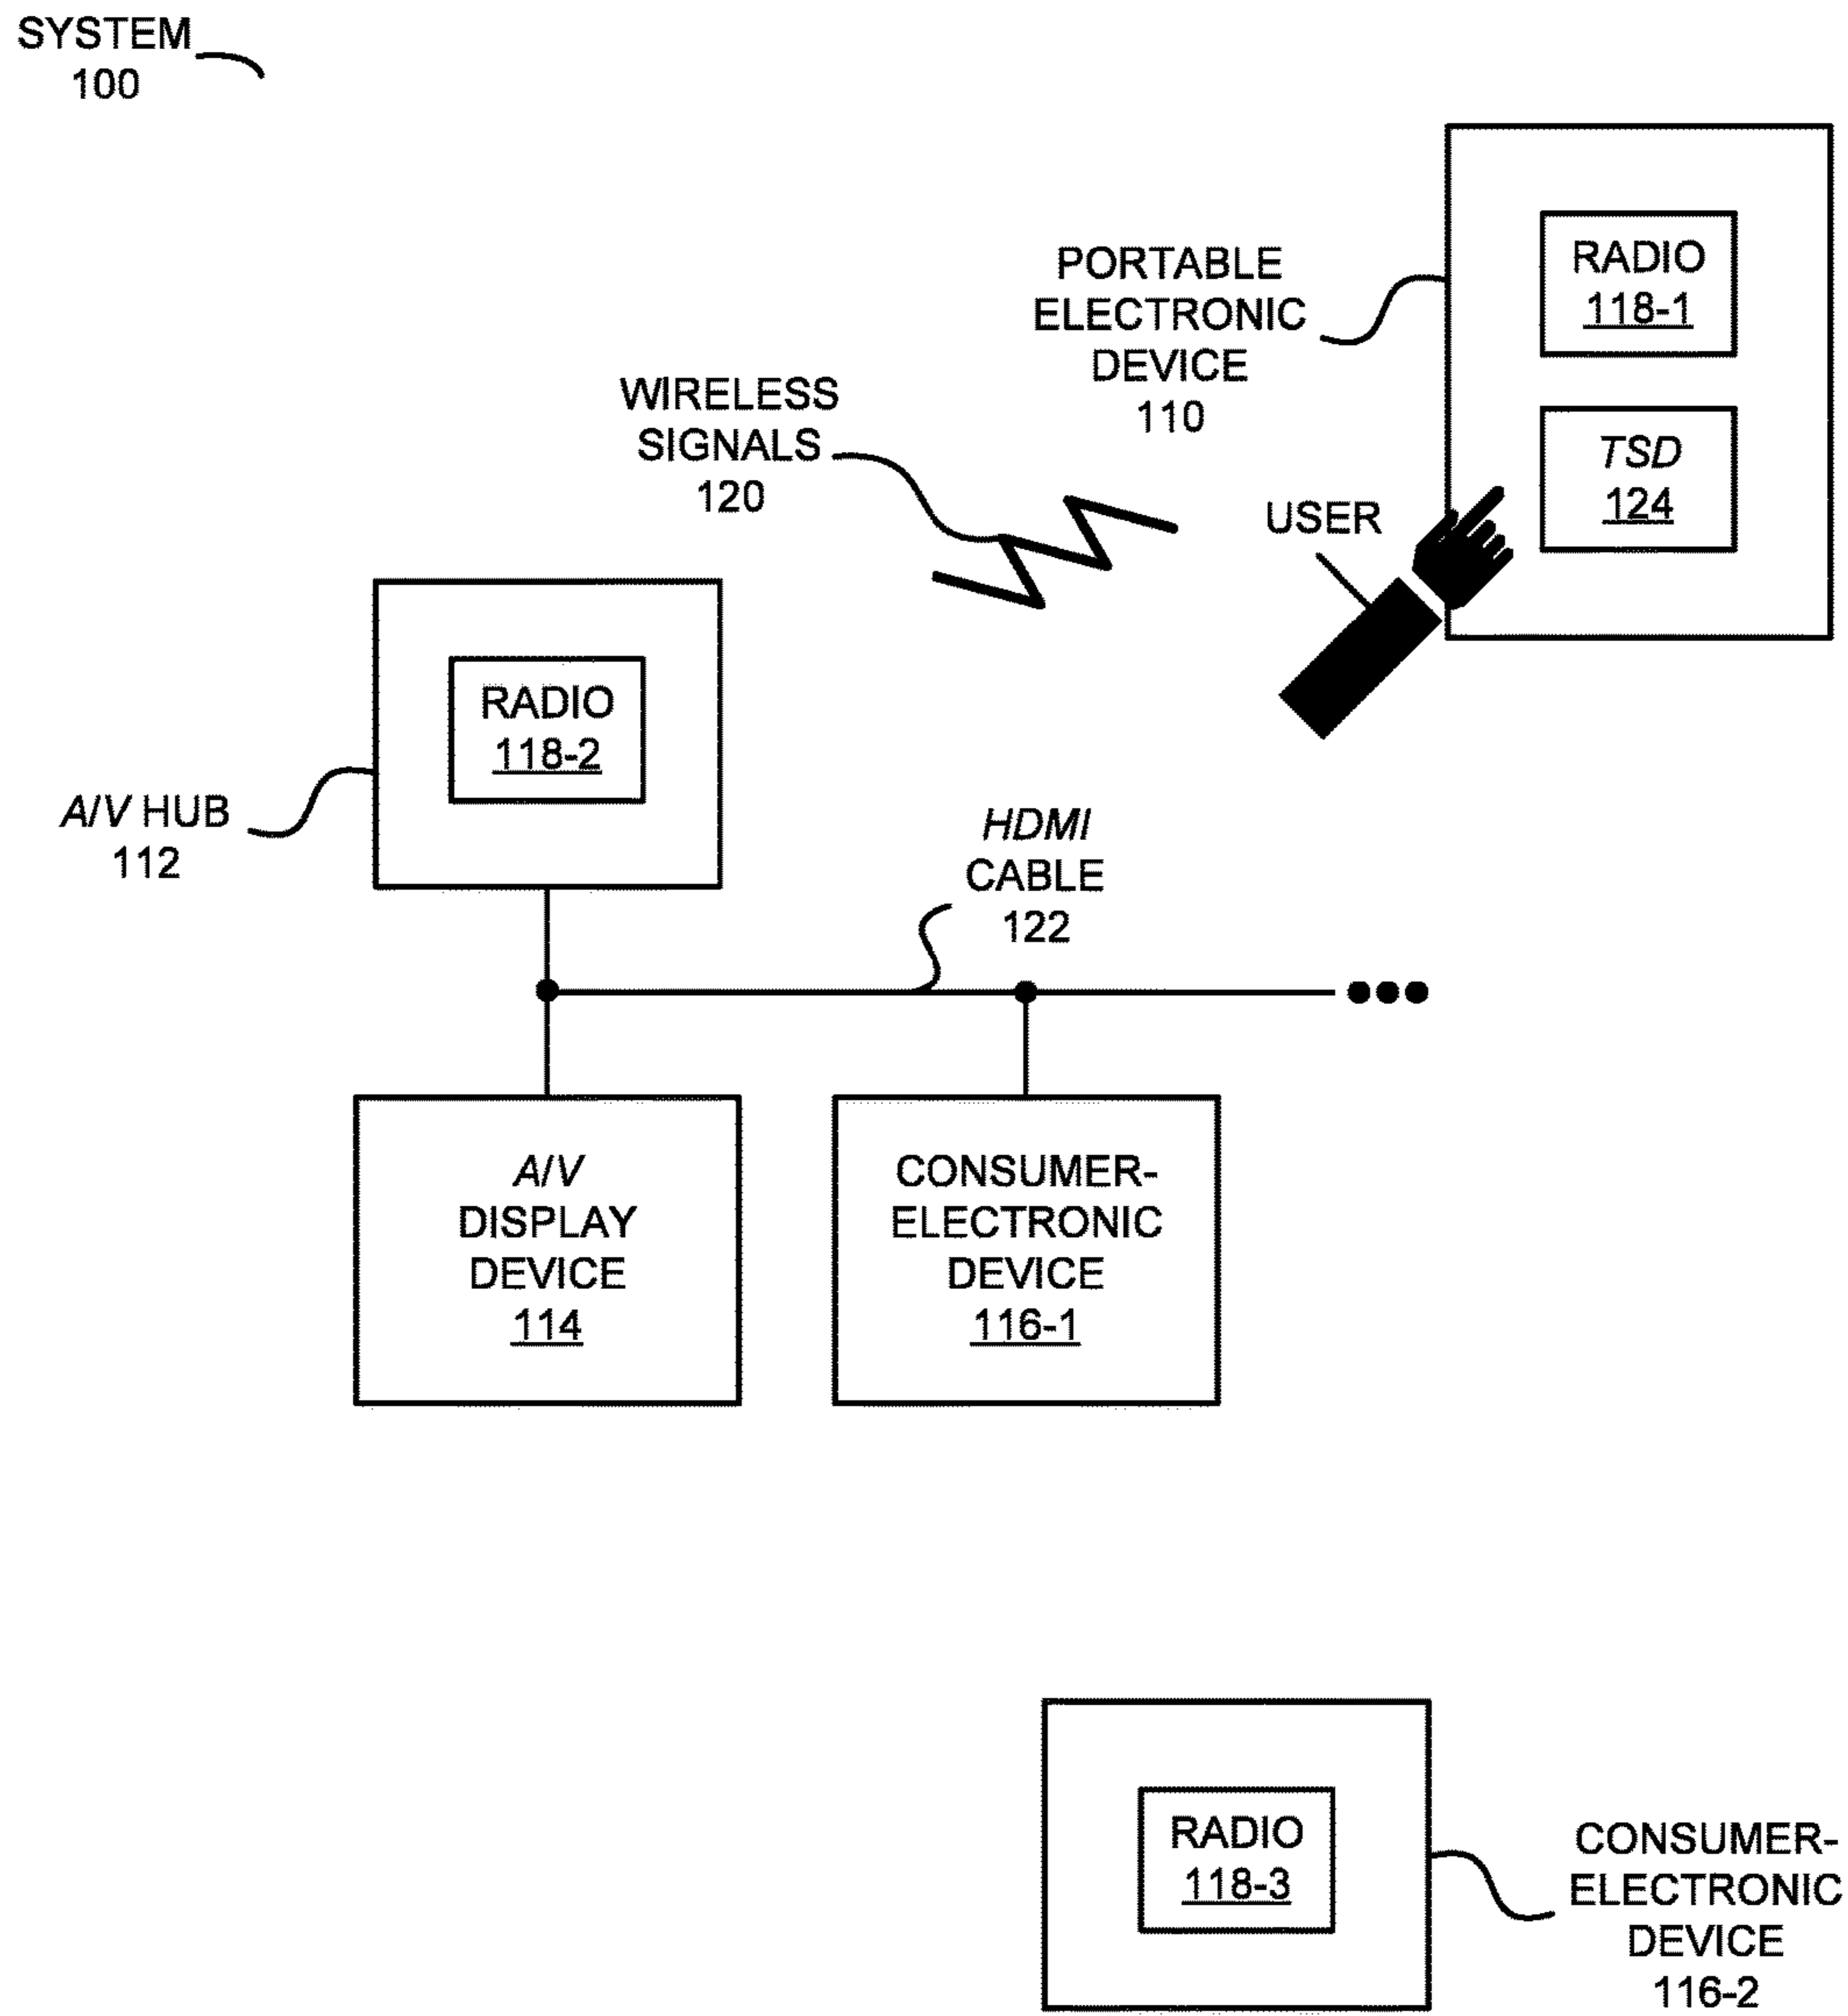 SYSTEM
100
PORTABLE
ELECTRONIC
DEVICE
110
RADIO
118-1
TSD
124
WIRELESS
SIGNALS
120
USER
RADIO
118-2
A/V HUB
112
HDMI
CABLE
122
A/V
DISPLAY
DEVICE
114
CONSUMER-
ELECTRONIC
DEVICE
116-1
RADIO
118-3
CONSUMER-
ELECTRONIC
DEVICE
116-2